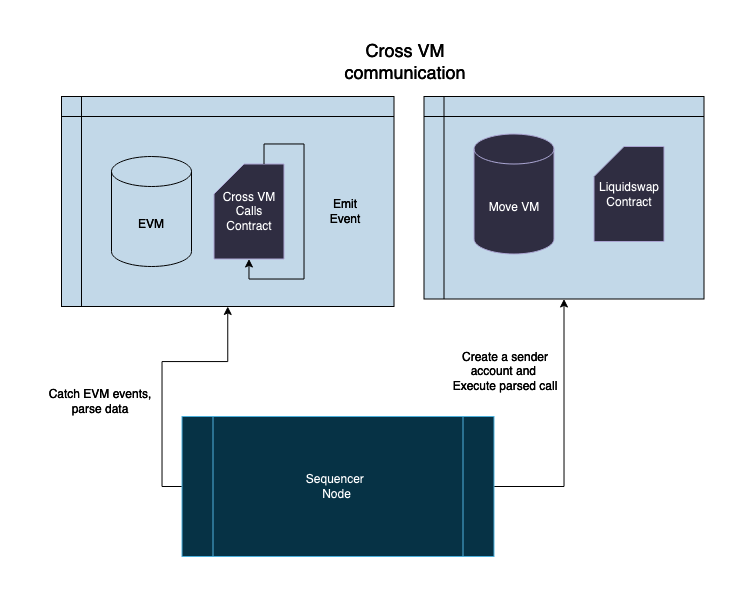 Cross VM
communication
EVM
Cross VM
Calls
Contract
Emit
Event
Move VM
Liquidswap
Contract
Catch EVM events,
parse data
Create a sender
account and
Execute parsed call
Sequencer
Node